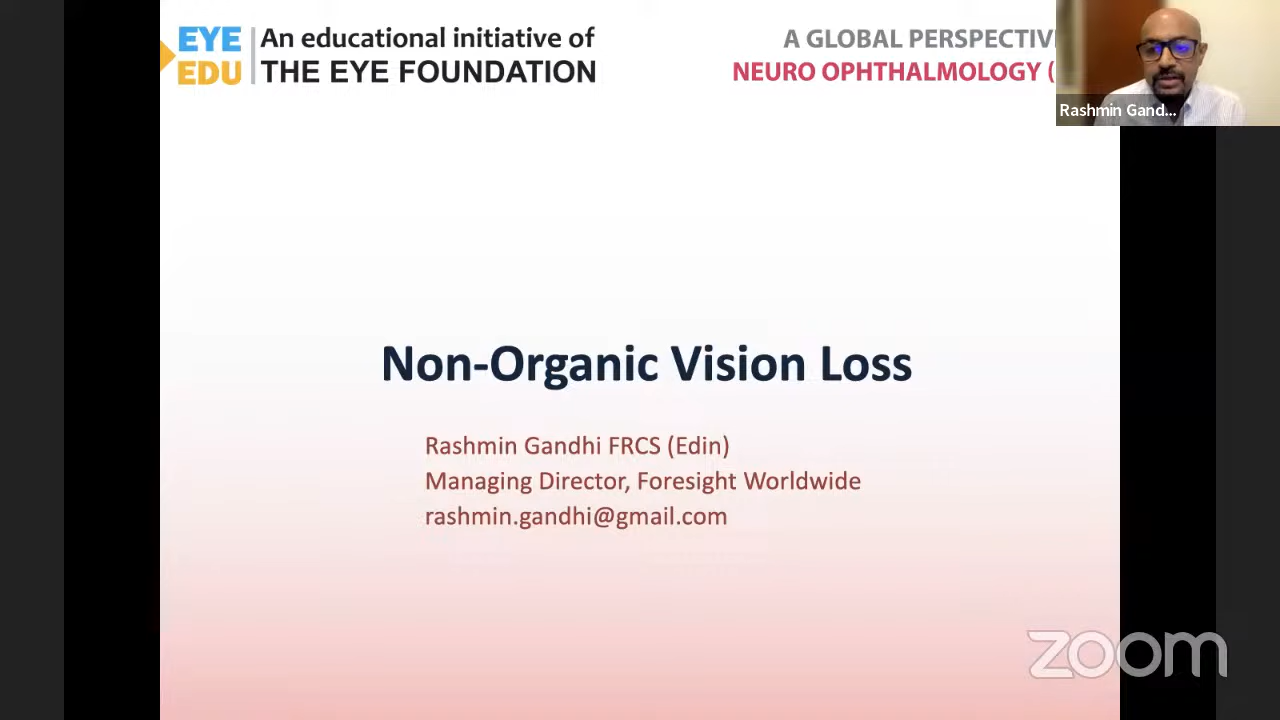 EYE
EDU
An educational initiative of
THE EYE FOUNDATION
A GLOBAL PERSPECTIV
NEURO OPHTHALMOLOGY (
Rashmin Gand...
Non-Organic Vision Loss
Rashmin Gandhi FRCS (Edin)
Managing Director, Foresight Worldwide
rashmin.gandhi@gmail.com
zoom